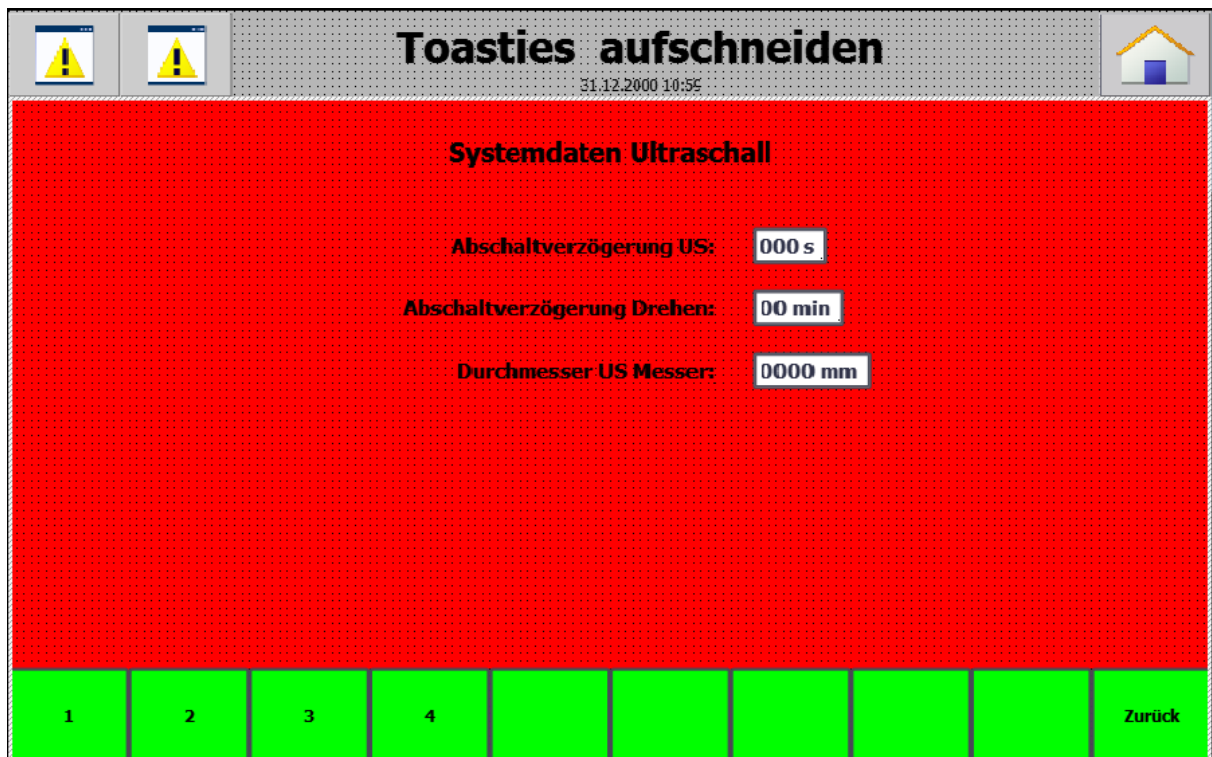 Toasties aufschneiden
31.12.2000 10:59
Systemdaten Ultraschall
Abschaltverzögerung US: 000 s
Abschaltverzögerung Drehen: 00 min
Durchmesser US Messer: 0000 mm
1 2 3 4 Zurück